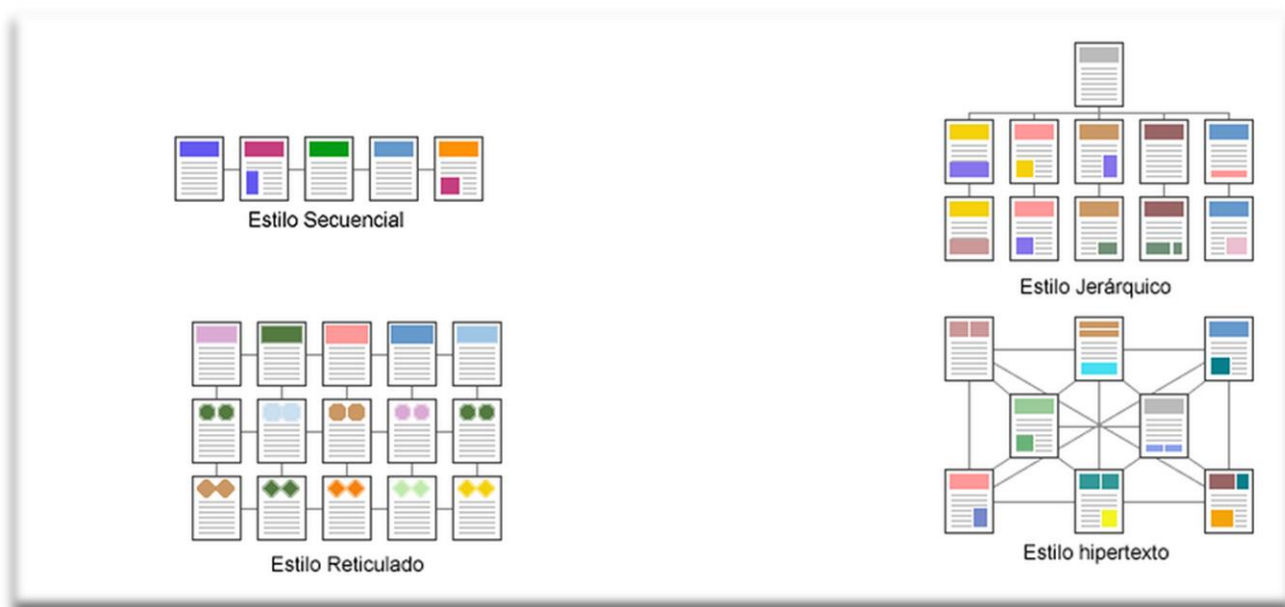 Estilo Secuencial
Estilo Jerárquico
Estilo Reticulado
Estilo hipertexto